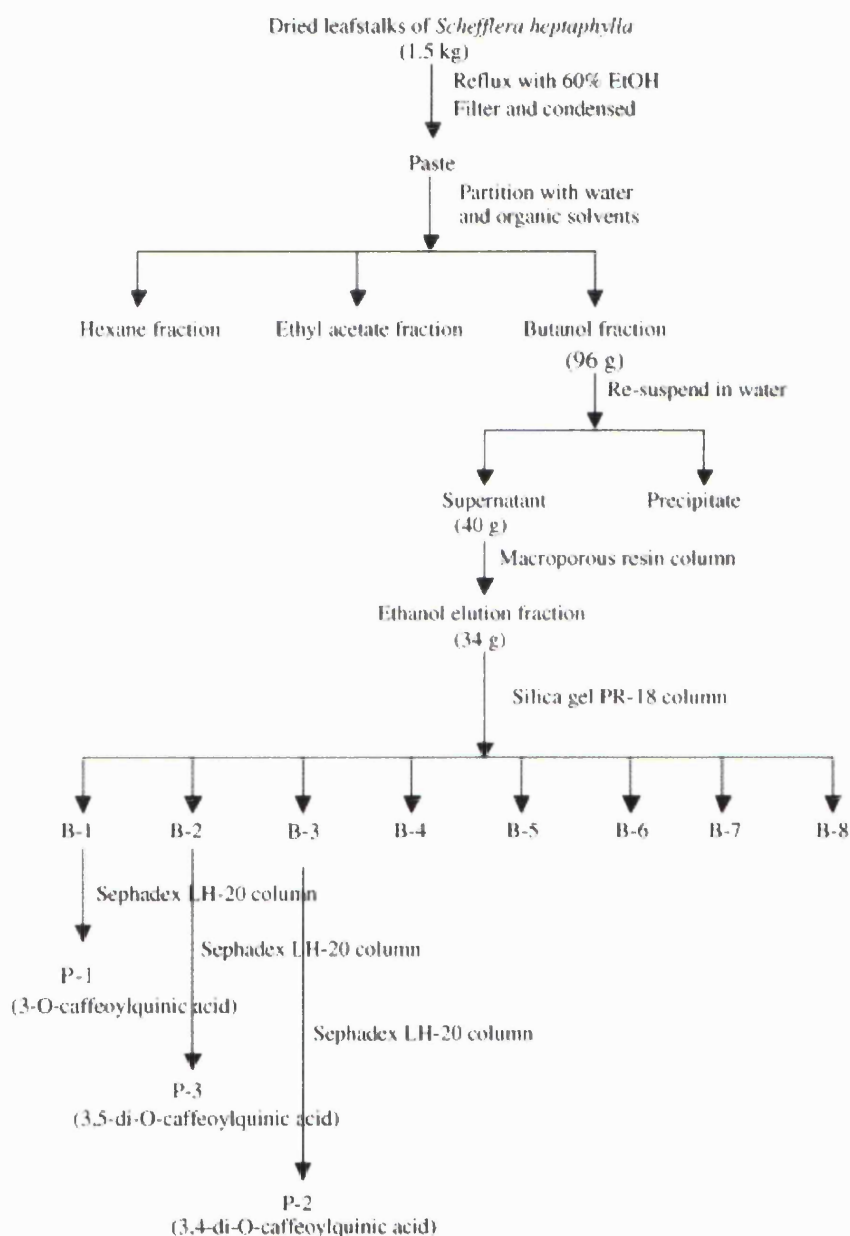 Dried leafstalks of Schefflera heptaphylla
(1.5 kg)
Reflux with 60% EtOH
Filter and condensed
Paste
Partition with water
and organic solvents
Hexane fraction
Ethyl acetate fraction
Butanol fraction
(96 g)
Re-suspend in water
Supernatant
(40 g)
Precipitate
Macroporous resin column
Ethanol elution fraction
(34 g)
Silica gel PR-18 column
B-1
B-2
B-3
B-4
B-5
B-6
B-7
B-8
Sephadex LH-20 column
P-1
(3-O-caffeoylquinic acid)
Sephadex LH-20 column
P-3
(3,5-di-O-caffeoylquinic acid)
Sephadex LH-20 column
P-2
(3,4-di-O-caffeoylquinic acid)